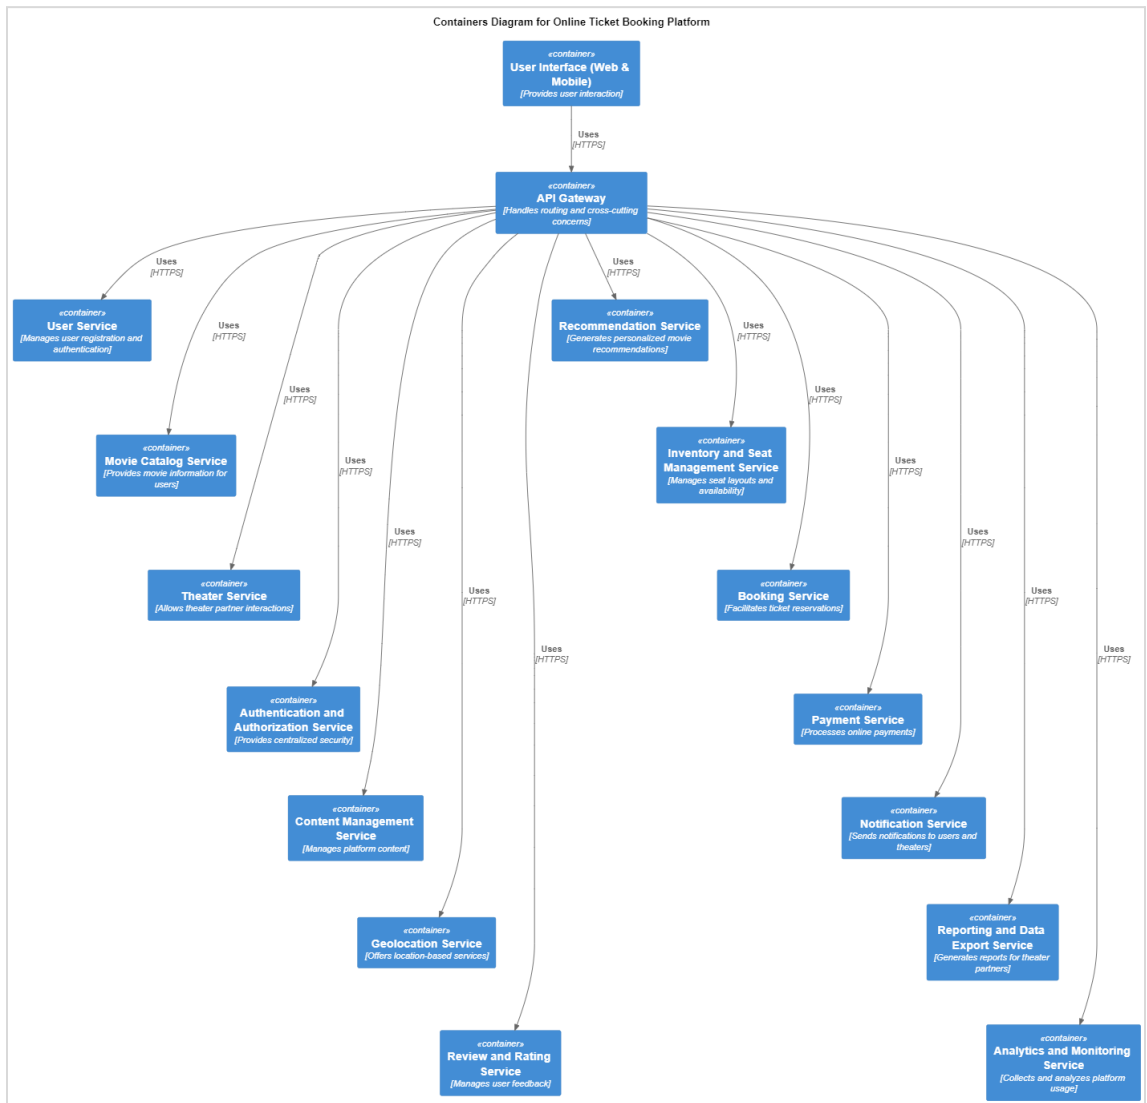 Containers Diagram for Online Ticket Booking Platform
«container»
User Interface (Web &
Mobile)
[Provides user interaction]
Uses
[HTTPS]
«container»
API Gateway
[Handles routing and cross-cutting
concerns]
Uses
[HTTPS]
«container»
User Service
[Manages user registration and
authentication]
Uses
[HTTPS]
«container»
Recommendation Service
[Generates personalized movie
recommendations]
Uses
[HTTPS]
«container»
Movie Catalog Service
[Provides movie information for
users]
Uses
[HTTPS]
«container»
Inventory and Seat
Management Service
[Manages seat layouts and
availability]
Uses
[HTTPS]
«container»
Theater Service
[Allows theater partner interactions]
Uses
[HTTPS]
«container»
Booking Service
[Facilitates ticket reservations]
Uses
[HTTPS]
«container»
Authentication and
Authorization Service
[Provides centralized security]
Uses
[HTTPS]
«container»
Payment Service
[Processes online payments]
Uses
[HTTPS]
«container»
Content Management
Service
[Manages platform content]
Uses
[HTTPS]
«container»
Notification Service
[Sends notifications to users and
theaters]
Uses
[HTTPS]
«container»
Geolocation Service
[Offers location-based services]
Uses
[HTTPS]
«container»
Reporting and Data
Export Service
[Generates reports for theater
partners]
Uses
[HTTPS]
«container»
Review and Rating
Service
[Manages user feedback]
Uses
[HTTPS]
«container»
Analytics and Monitoring
Service
[Collects and analyzes platform
usage]